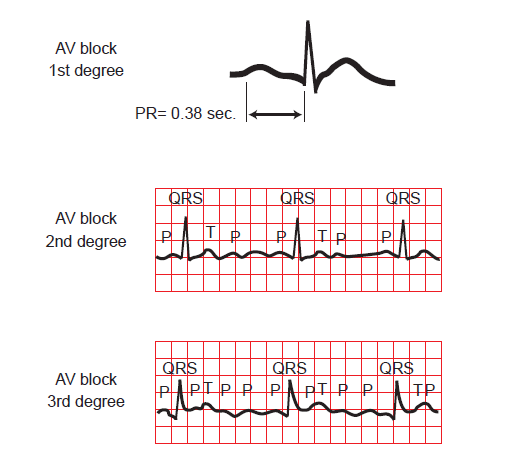 AV block
1st degree
PR= 0.38 sec.
AV block
2nd degree
QRS QRS QRS
P T P P T P P
AV block
3rd degree
QRS QRS QRS
P P T P P P P T P P T P